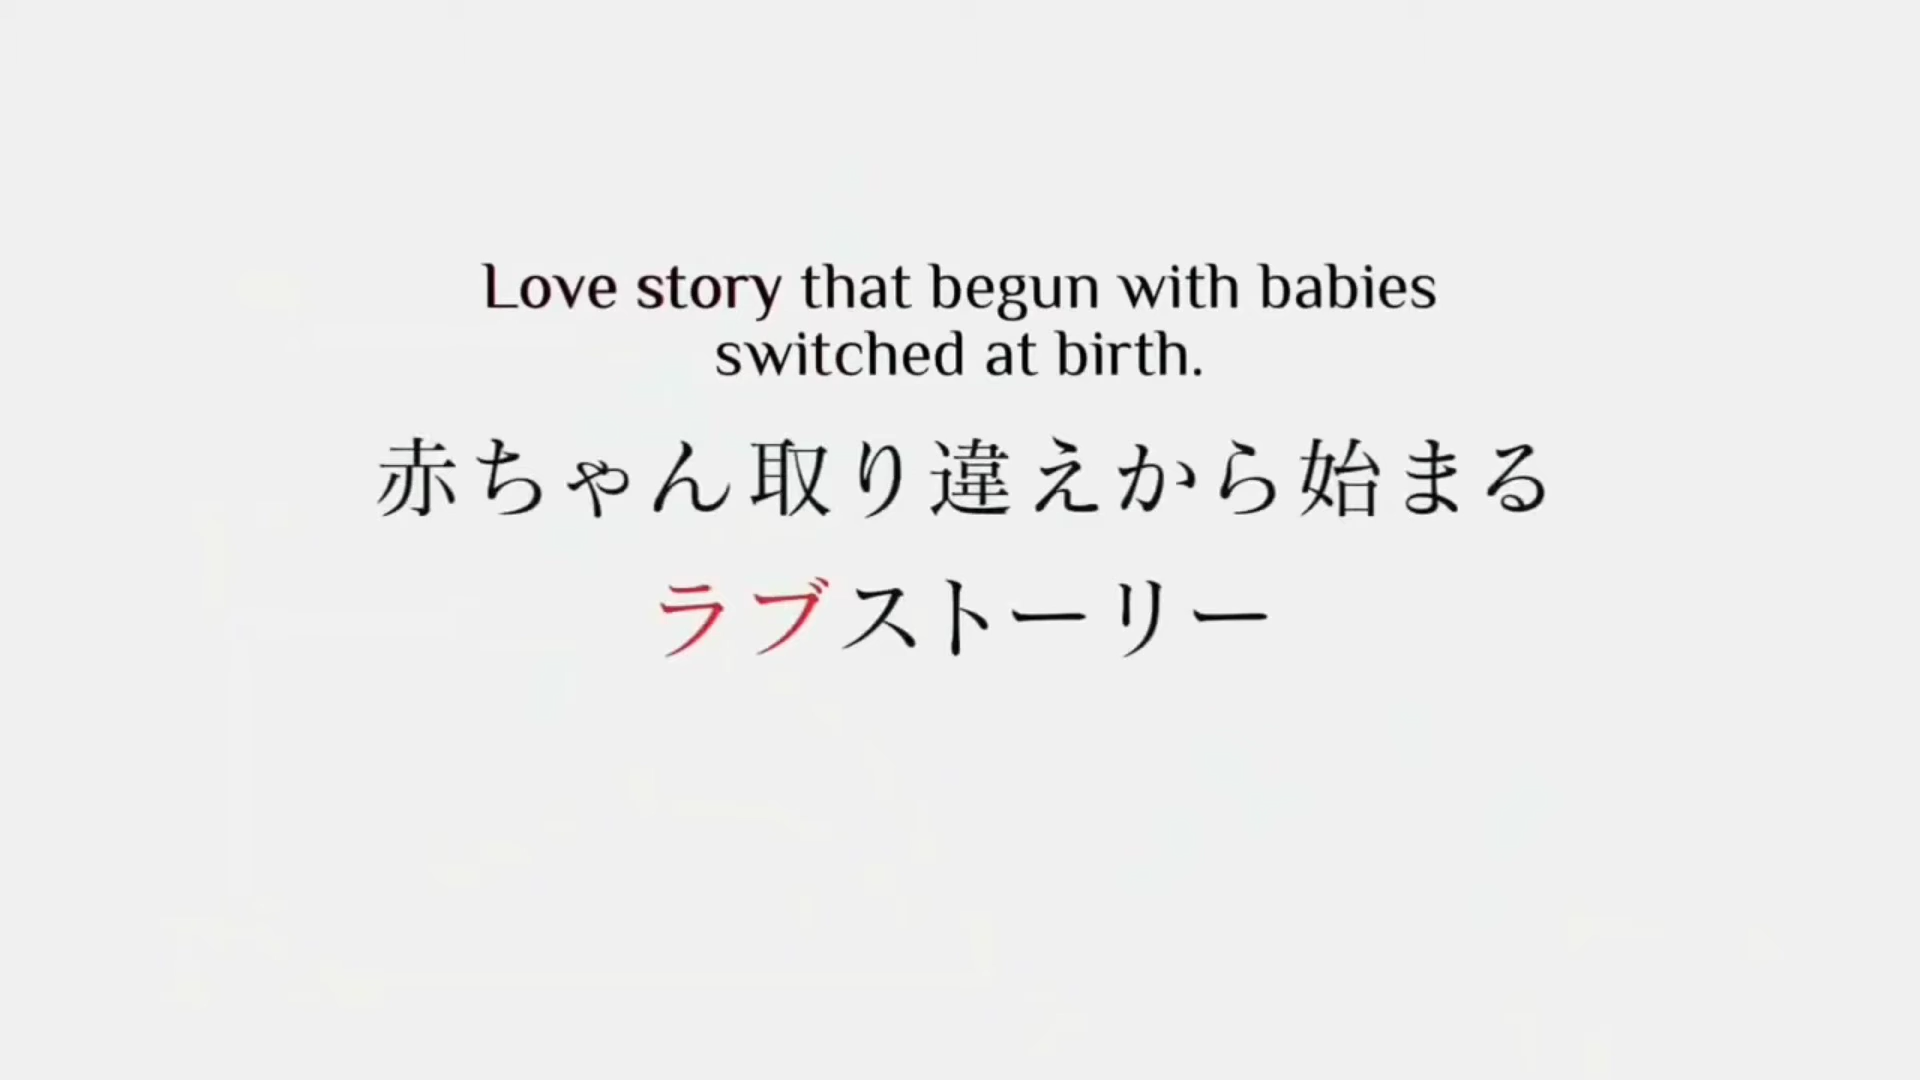 Love story that begun with babies
switched at birth.
赤ちゃん取り違えから始まる
ラブストーリー